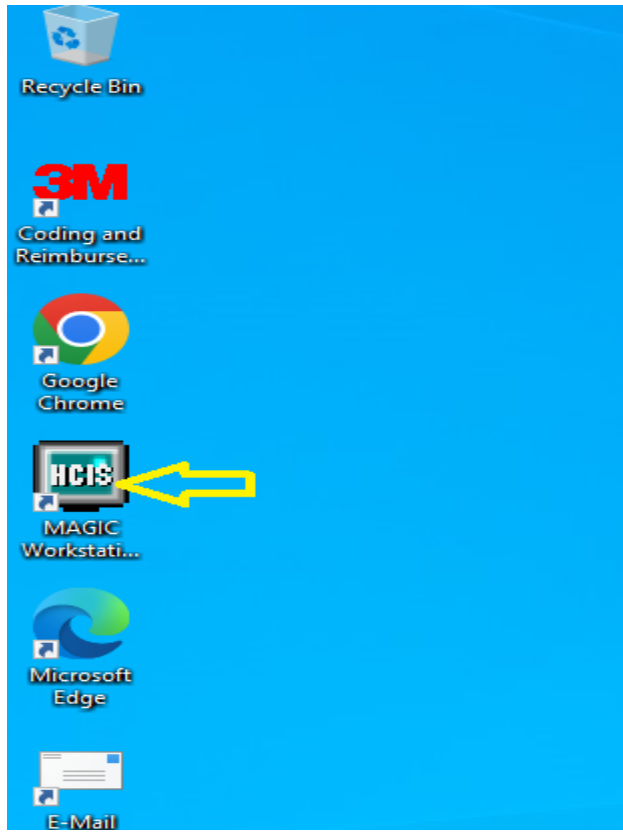 Recycle Bin
3M
Coding and
Reimburse...
Google
Chrome
HCIS
MAGIC
Workstati...
Microsoft
Edge
E-Mail